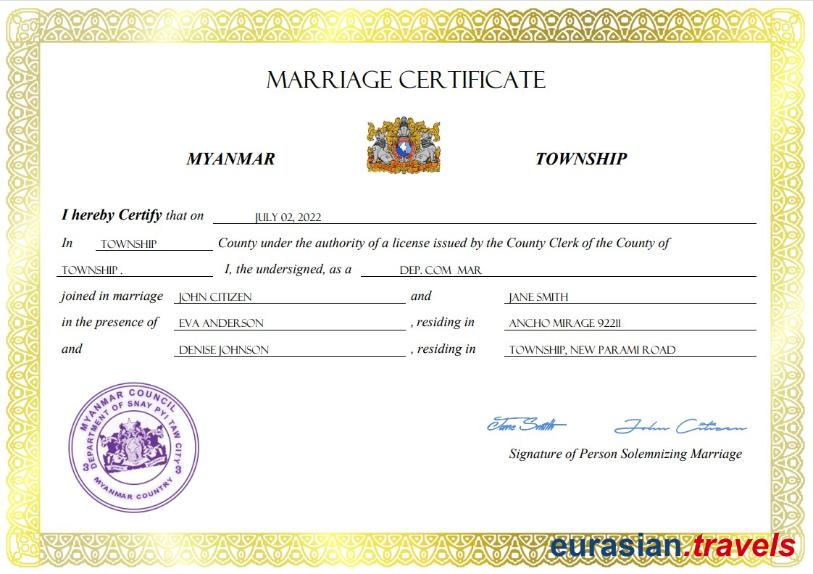 MARRIAGE CERTIFICATE
MYANMAR TOWNSHIP
I hereby Certify that on JULY 02, 2022
In TOWNSHIP County under the authority of a license issued by the County Clerk of the County of
TOWNSHIP . I, the undersigned, as a DEP. COM MAR
joined in marriage JOHN CITIZEN and JANE SMITH
in the presence of EVA ANDERSON , residing in ANCHO MIRAGE 92211
and DENISE JOHNSON , residing in TOWNSHIP, NEW PARAMI ROAD
MYANMAR COUNCIL
DEPARTMENT OF SNAY PYI TAW CITY
MYANMAR COUNTRY
Jane Smith John Citizen
Signature of Person Solemnizing Marriage
eurasian.travels